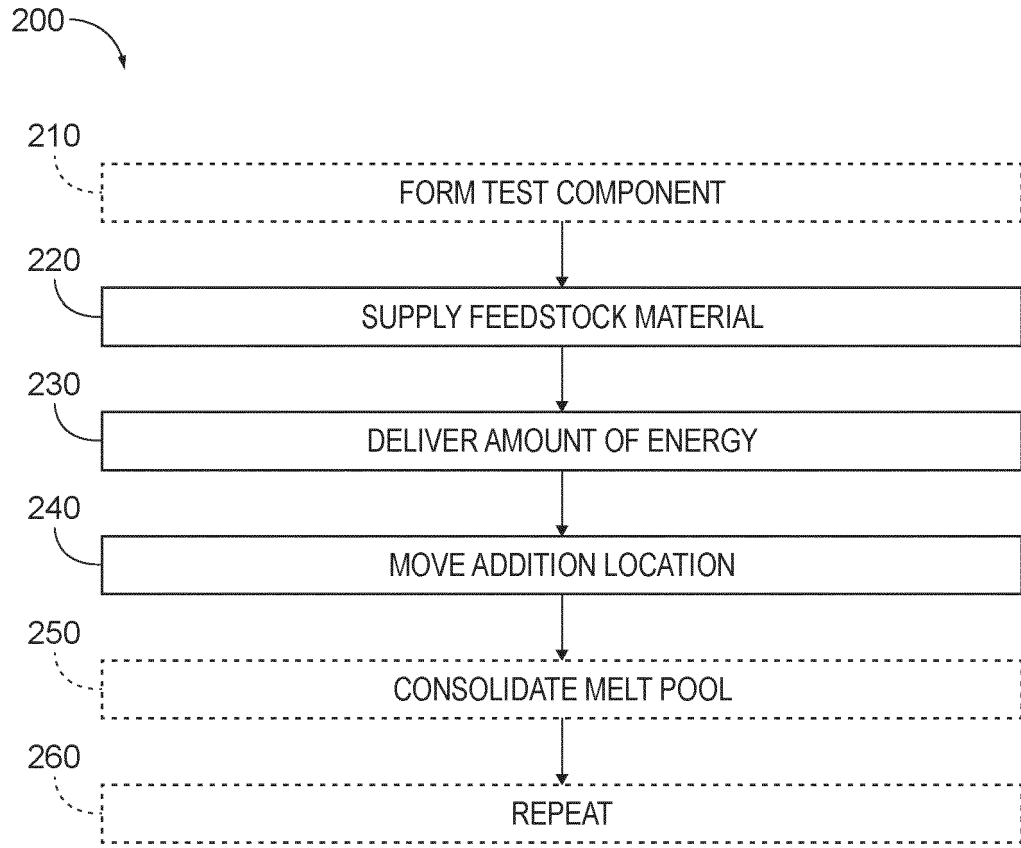 200
210
FORM TEST COMPONENT
220
SUPPLY FEEDSTOCK MATERIAL
230
DELIVER AMOUNT OF ENERGY
240
MOVE ADDITION LOCATION
250
CONSOLIDATE MELT POOL
260
REPEAT